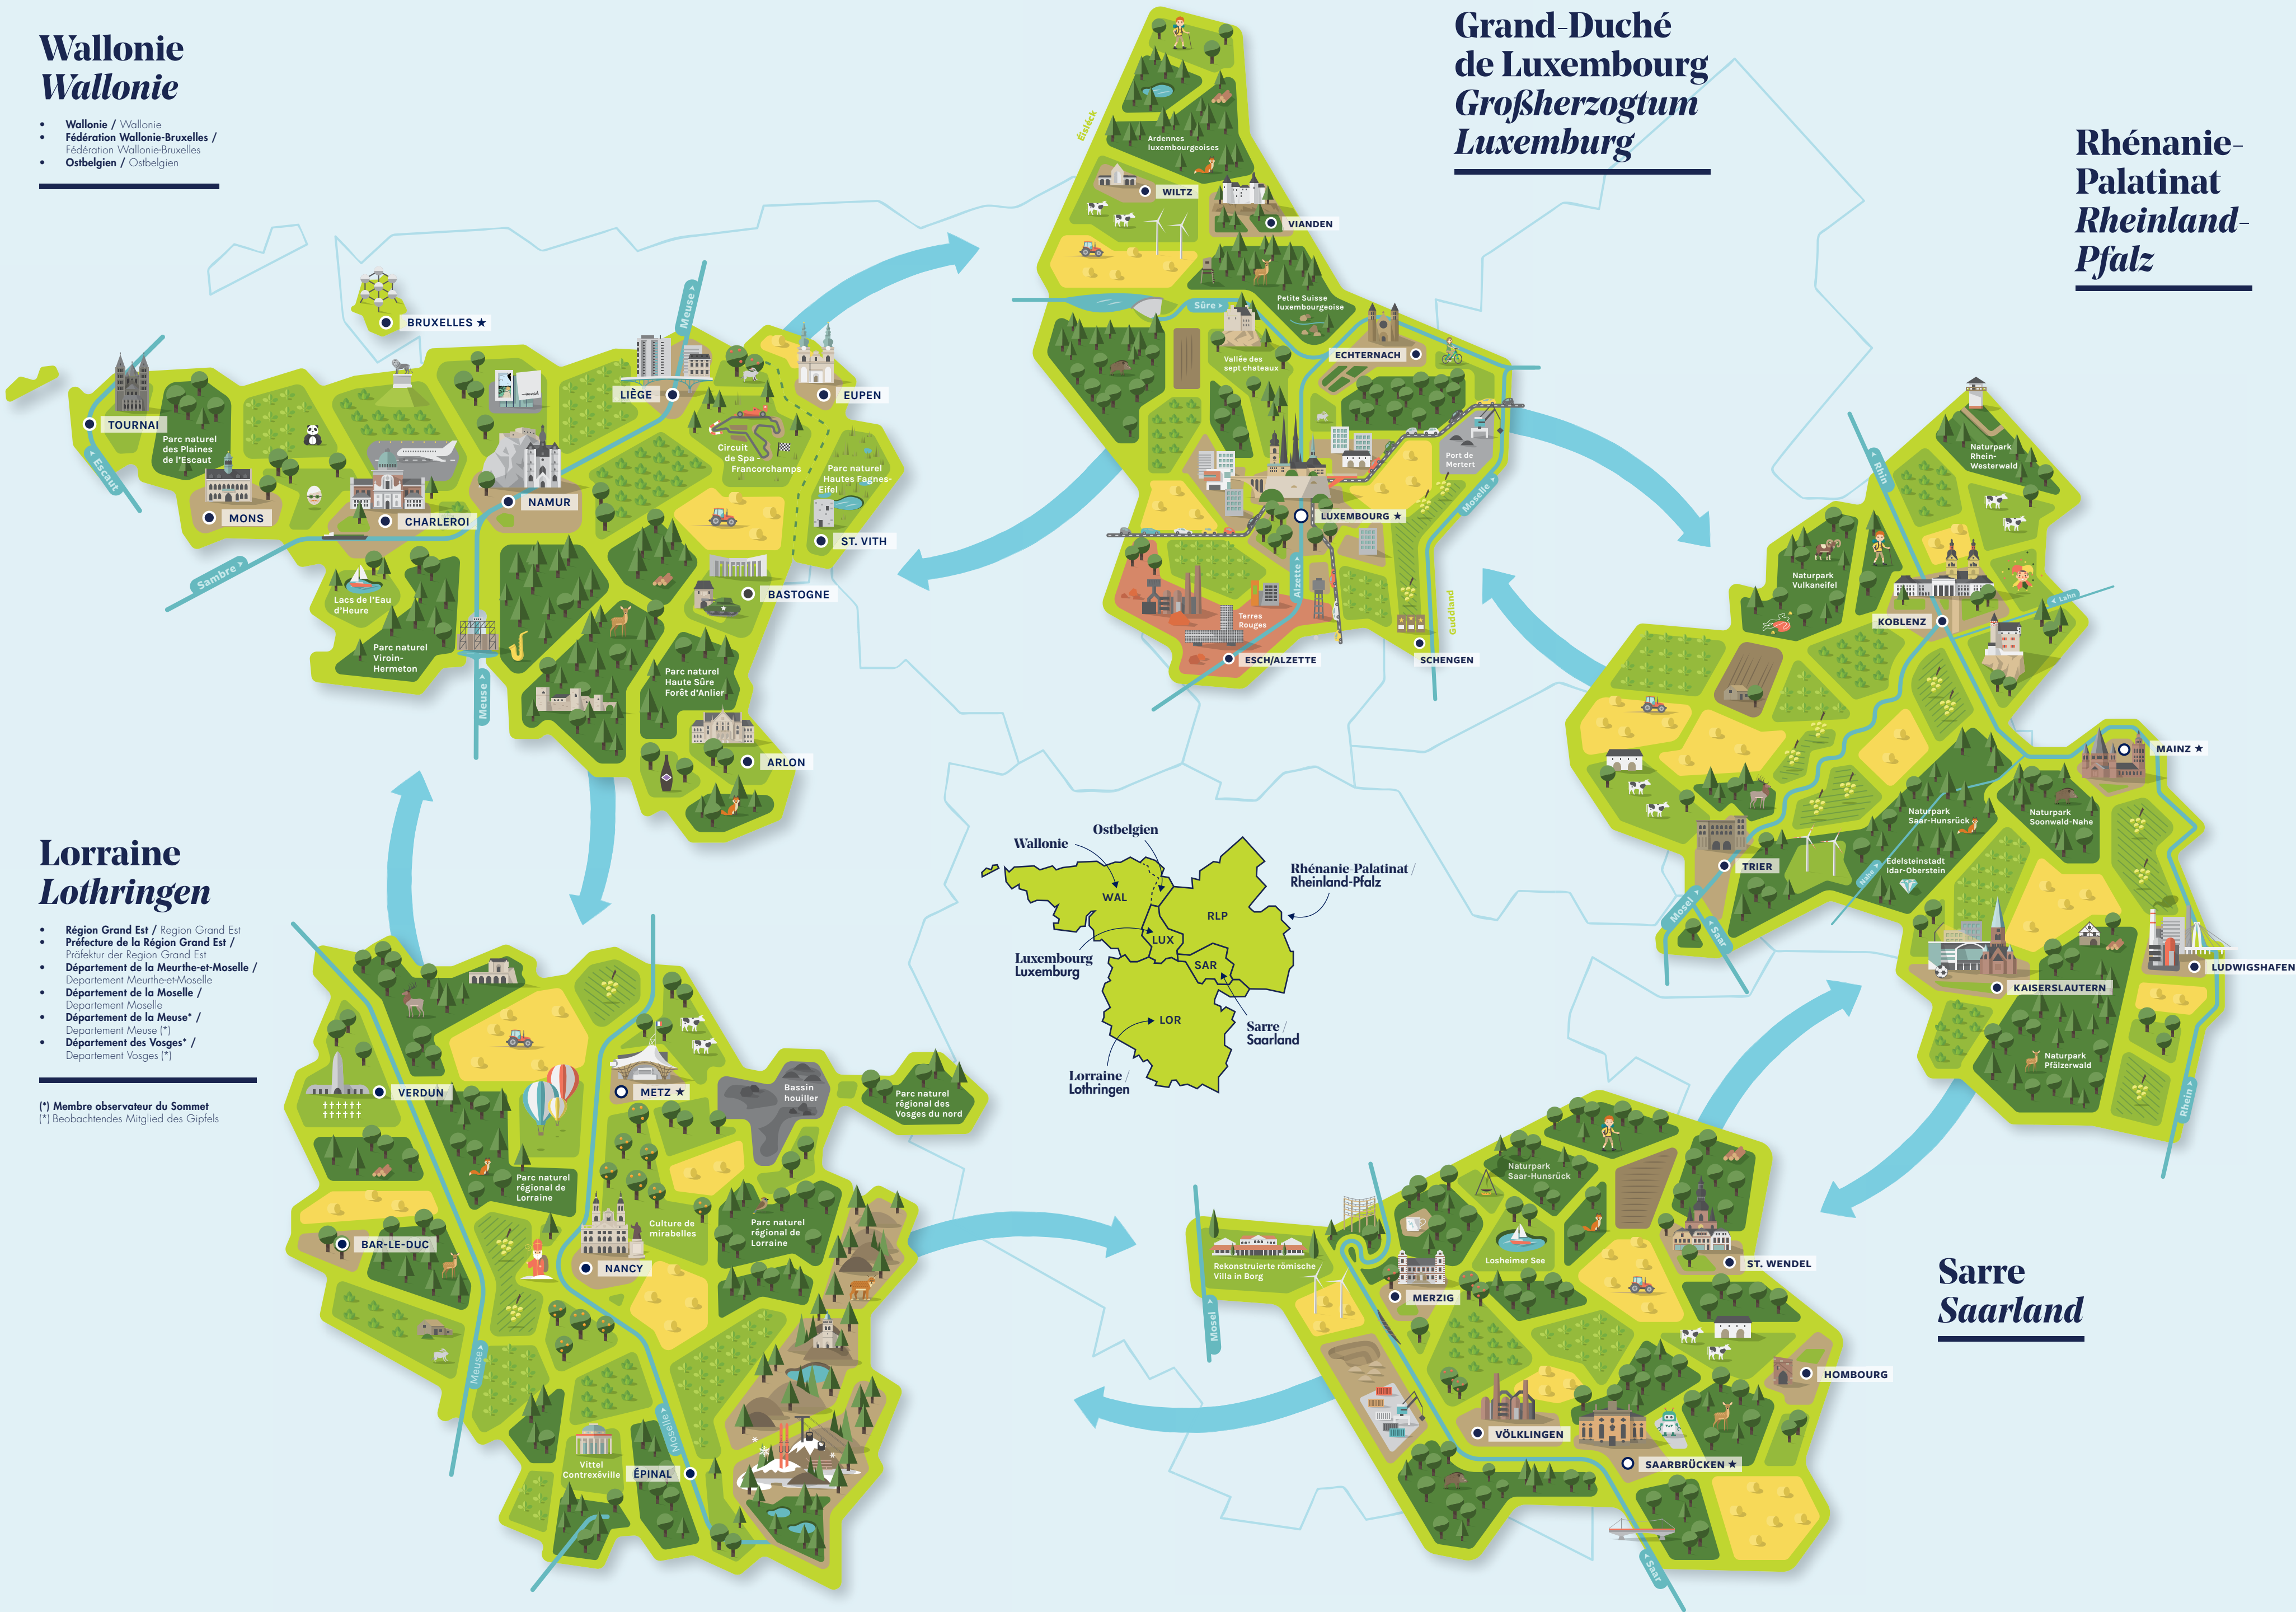 Wallonie
Wallonie
• Wallonie / Wallonie
• Fédération Wallonie-Bruxelles /
Fédération Wallonie-Bruxelles
• Ostbelgien / Ostbelgien
Grand-Duché
de Luxembourg
Großherzogtum
Luxemburg
Rhénanie-
Palatinat
Rheinland-
Pfalz
BRUXELLES ★
TOURNAI
< Escaut
Parc naturel
des Plaines
de l'Escaut
MONS
CHARLEROI
NAMUR
LIÈGE
Meuse >
EUPEN
Circuit
de Spa
Francorchamps
Parc naturel
Hautes Fagnes-
Eifel
ST. VITH
Sambre >
Lacs de l'Eau
d'Heure
Parc naturel
Viroin-
Hermeton
Meuse >
BASTOGNE
Parc naturel
Haute Sûre
Forêt d'Anlier
ARLON
Éisléck
Ardennes
luxembourgeoises
WILTZ
VIANDEN
Sûre >
Petite Suisse
luxembourgeoise
Vallée des
sept chateaux
ECHTERNACH
Port de
Mertert
Moselle >
LUXEMBOURG ★
Alzette >
Terres
Rouges
Guddland
ESCH/ALZETTE
SCHENGEN
< Rhin
Naturpark
Rhein-
Westerwald
Naturpark
Vulkaneifel
KOBLENZ
< Lahn
MAINZ ★
Naturpark
Saar-Hunsrück
Naturpark
Soonwald-Nahe
TRIER
Nahe >
Edelsteinstadt
Idar-Oberstein
Mosel >
< Saar
LUDWIGSHAFEN
KAISERSLAUTERN
Naturpark
Pfälzerwald
Rhein >
Wallonie
Ostbelgien
Rhénanie-Palatinat /
Rheinland-Pfalz
WAL
RLP
LUX
SAR
LOR
Luxembourg
Luxemburg
Sarre /
Saarland
Lorraine /
Lothringen
Lorraine
Lothringen
• Région Grand Est / Region Grand Est
• Préfecture de la Région Grand Est /
Präfektur der Region Grand Est
• Département de la Meurthe-et-Moselle /
Departement Meurthe-et-Moselle
• Département de la Moselle /
Departement Moselle
• Département de la Meuse* /
Departement Meuse (*)
• Département des Vosges* /
Departement Vosges (*)
(*) Membre observateur du Sommet
(*) Beobachtendes Mitglied des Gipfels
VERDUN
METZ ★
Bassin
houiller
Parc naturel
régional des
Vosges du nord
Parc naturel
régional de
Lorraine
BAR-LE-DUC
NANCY
Culture de
mirabelles
Parc naturel
régional de
Lorraine
Meuse >
Moselle >
Vittel
Contrexéville
ÉPINAL
Naturpark
Saar-Hunsrück
Rekonstruierte römische
Villa in Borg
Losheimer See
ST. WENDEL
MERZIG
Mosel >
HOMBOURG
VÖLKLINGEN
SAARBRÜCKEN ★
< Saar
Sarre
Saarland